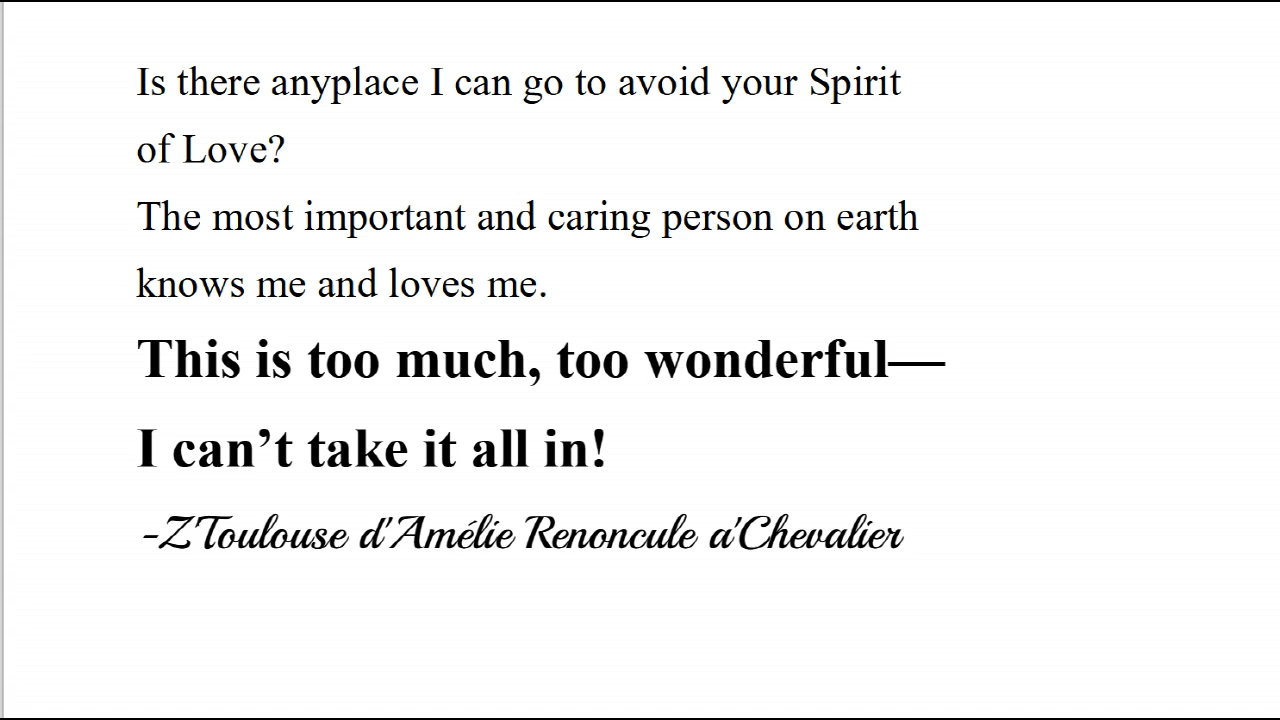 Is there anyplace I can go to avoid your Spirit
of Love?
The most important and caring person on earth
knows me and loves me.
This is too much, too wonderful—
I can’t take it all in!
-Z Toulouse d'Amélie Renoncule a'Chevalier